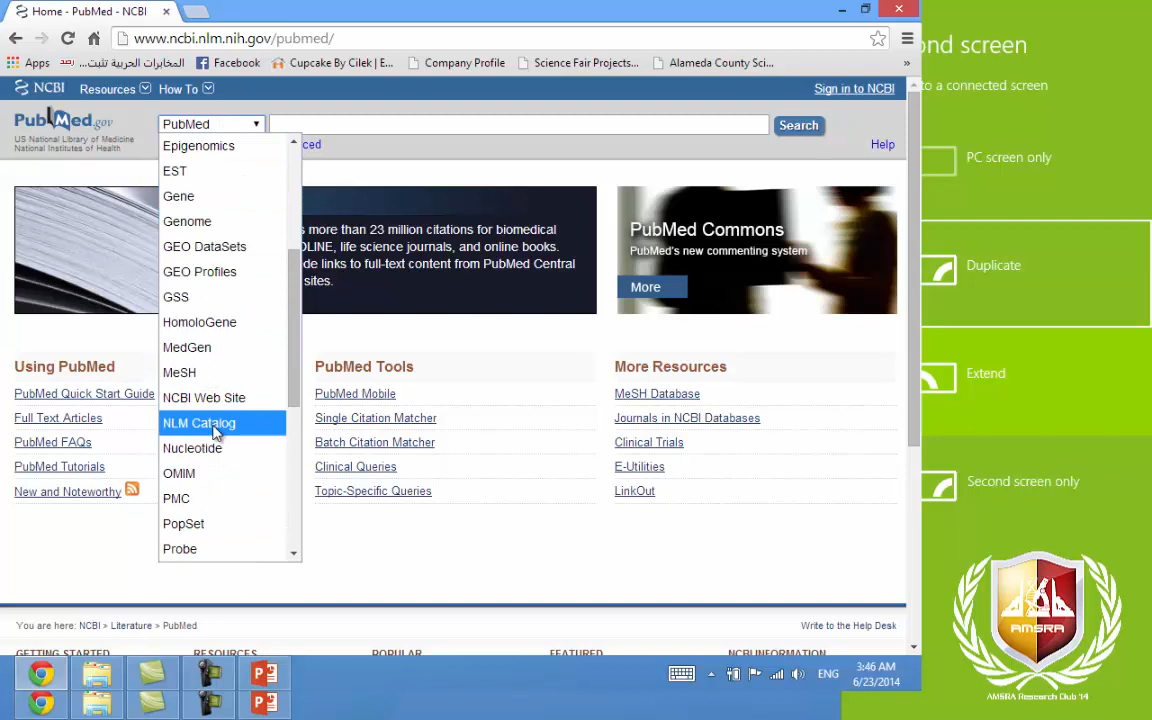 Home - PubMed - NCBI
www.ncbi.nlm.nih.gov/pubmed/
Apps
المخابرات الحربية تثبت... رصد
Facebook
Cupcake By Cilek | E...
Company Profile
Science Fair Projects...
Alameda County Sci...
»
NCBI Resources How To
Sign in to NCBI
PubMed.gov
US National Library of Medicine
National Institutes of Health
PubMed
Search
ced
Help
Epigenomics
EST
Gene
Genome
GEO DataSets
GEO Profiles
GSS
HomoloGene
MedGen
MeSH
NCBI Web Site
NLM Catalog
Nucleotide
OMIM
PMC
PopSet
Probe
s more than 23 million citations for biomedical
DLINE, life science journals, and online books.
de links to full-text content from PubMed Central
sites.
PubMed Commons
PubMed's new commenting system
More
Using PubMed
PubMed Quick Start Guide
Full Text Articles
PubMed FAQs
PubMed Tutorials
New and Noteworthy
PubMed Tools
PubMed Mobile
Single Citation Matcher
Batch Citation Matcher
Clinical Queries
Topic-Specific Queries
More Resources
MeSH Database
Journals in NCBI Databases
Clinical Trials
E-Utilities
LinkOut
You are here: NCBI > Literature > PubMed
Write to the Help Desk
GETTING STARTED
RESOURCES
POPULAR
FEATURED
NCBI INFORMATION
ENG
3:46 AM
6/23/2014
ond screen
to a connected screen
PC screen only
Duplicate
Extend
Second screen only
AMSRA
AMSRA Research Club '14